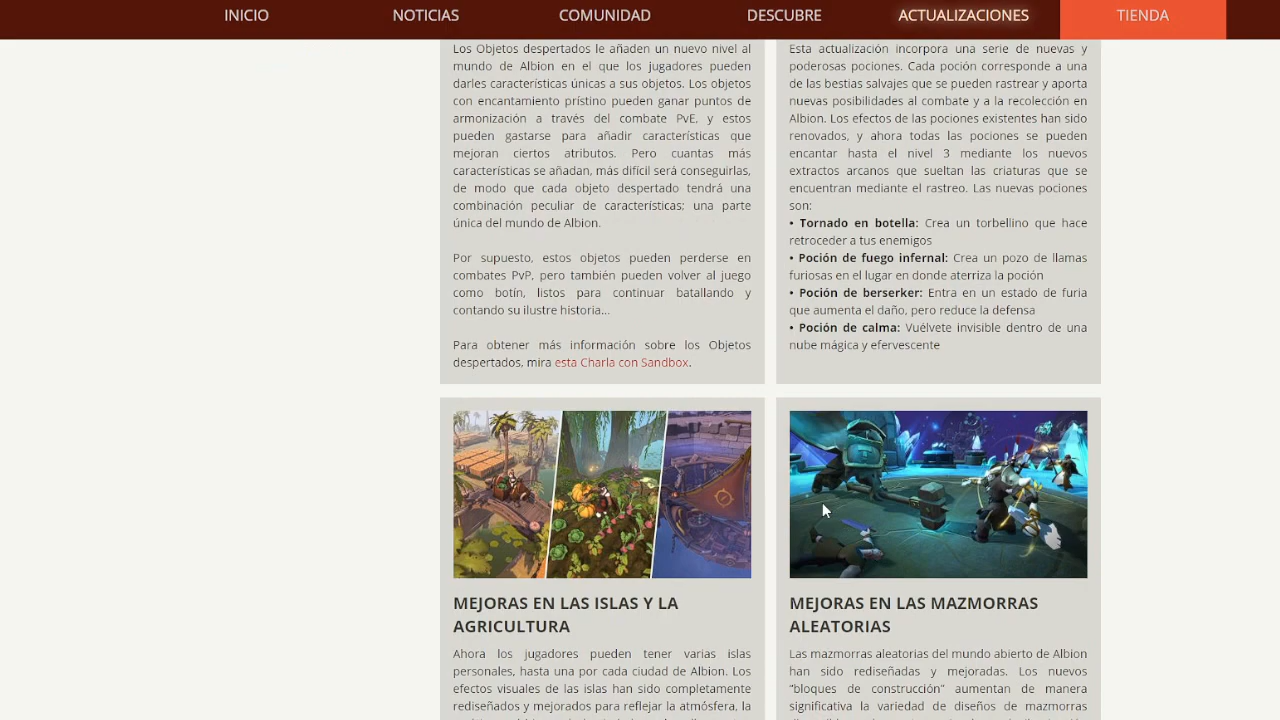 INICIO
NOTICIAS
COMUNIDAD
DESCUBRE
ACTUALIZACIONES
TIENDA
Los Objetos despertados le añaden un nuevo nivel al
mundo de Albion en el que los jugadores pueden
darles características únicas a sus objetos. Los objetos
con encantamiento prístino pueden ganar puntos de
armonización a través del combate PvE, y estos
pueden gastarse para añadir características que
mejoran ciertos atributos. Pero cuantas más
características se añadan, más difícil será conseguirlas,
de modo que cada objeto despertado tendrá una
combinación peculiar de características; una parte
única del mundo de Albion.
Por supuesto, estos objetos pueden perderse en
combates PvP, pero también pueden volver al juego
como botín, listos para continuar batallando y
contando su ilustre historia...
Para obtener más información sobre los Objetos
despertados, mira esta Charla con Sandbox.
Esta actualización incorpora una serie de nuevas y
poderosas pociones. Cada poción corresponde a una
de las bestias salvajes que se pueden rastrear y aporta
nuevas posibilidades al combate y a la recolección en
Albion. Los efectos de las pociones existentes han sido
renovados, y ahora todas las pociones se pueden
encantar hasta el nivel 3 mediante los nuevos
extractos arcanos que sueltan las criaturas que se
encuentran mediante el rastreo. Las nuevas pociones
son:
• Tornado en botella: Crea un torbellino que hace
retroceder a tus enemigos
• Poción de fuego infernal: Crea un pozo de llamas
furiosas en el lugar en donde aterriza la poción
• Poción de berserker: Entra en un estado de furia
que aumenta el daño, pero reduce la defensa
• Poción de calma: Vuélvete invisible dentro de una
nube mágica y efervescente
MEJORAS EN LAS ISLAS Y LA
AGRICULTURA
Ahora los jugadores pueden tener varias islas
personales, hasta una por cada ciudad de Albion. Los
efectos visuales de las islas han sido completamente
rediseñados y mejorados para reflejar la atmósfera, la
MEJORAS EN LAS MAZMORRAS
ALEATORIAS
Las mazmorras aleatorias del mundo abierto de Albion
han sido rediseñadas y mejoradas. Los nuevos
"bloques de construcción" aumentan de manera
significativa la variedad de diseños de mazmorras